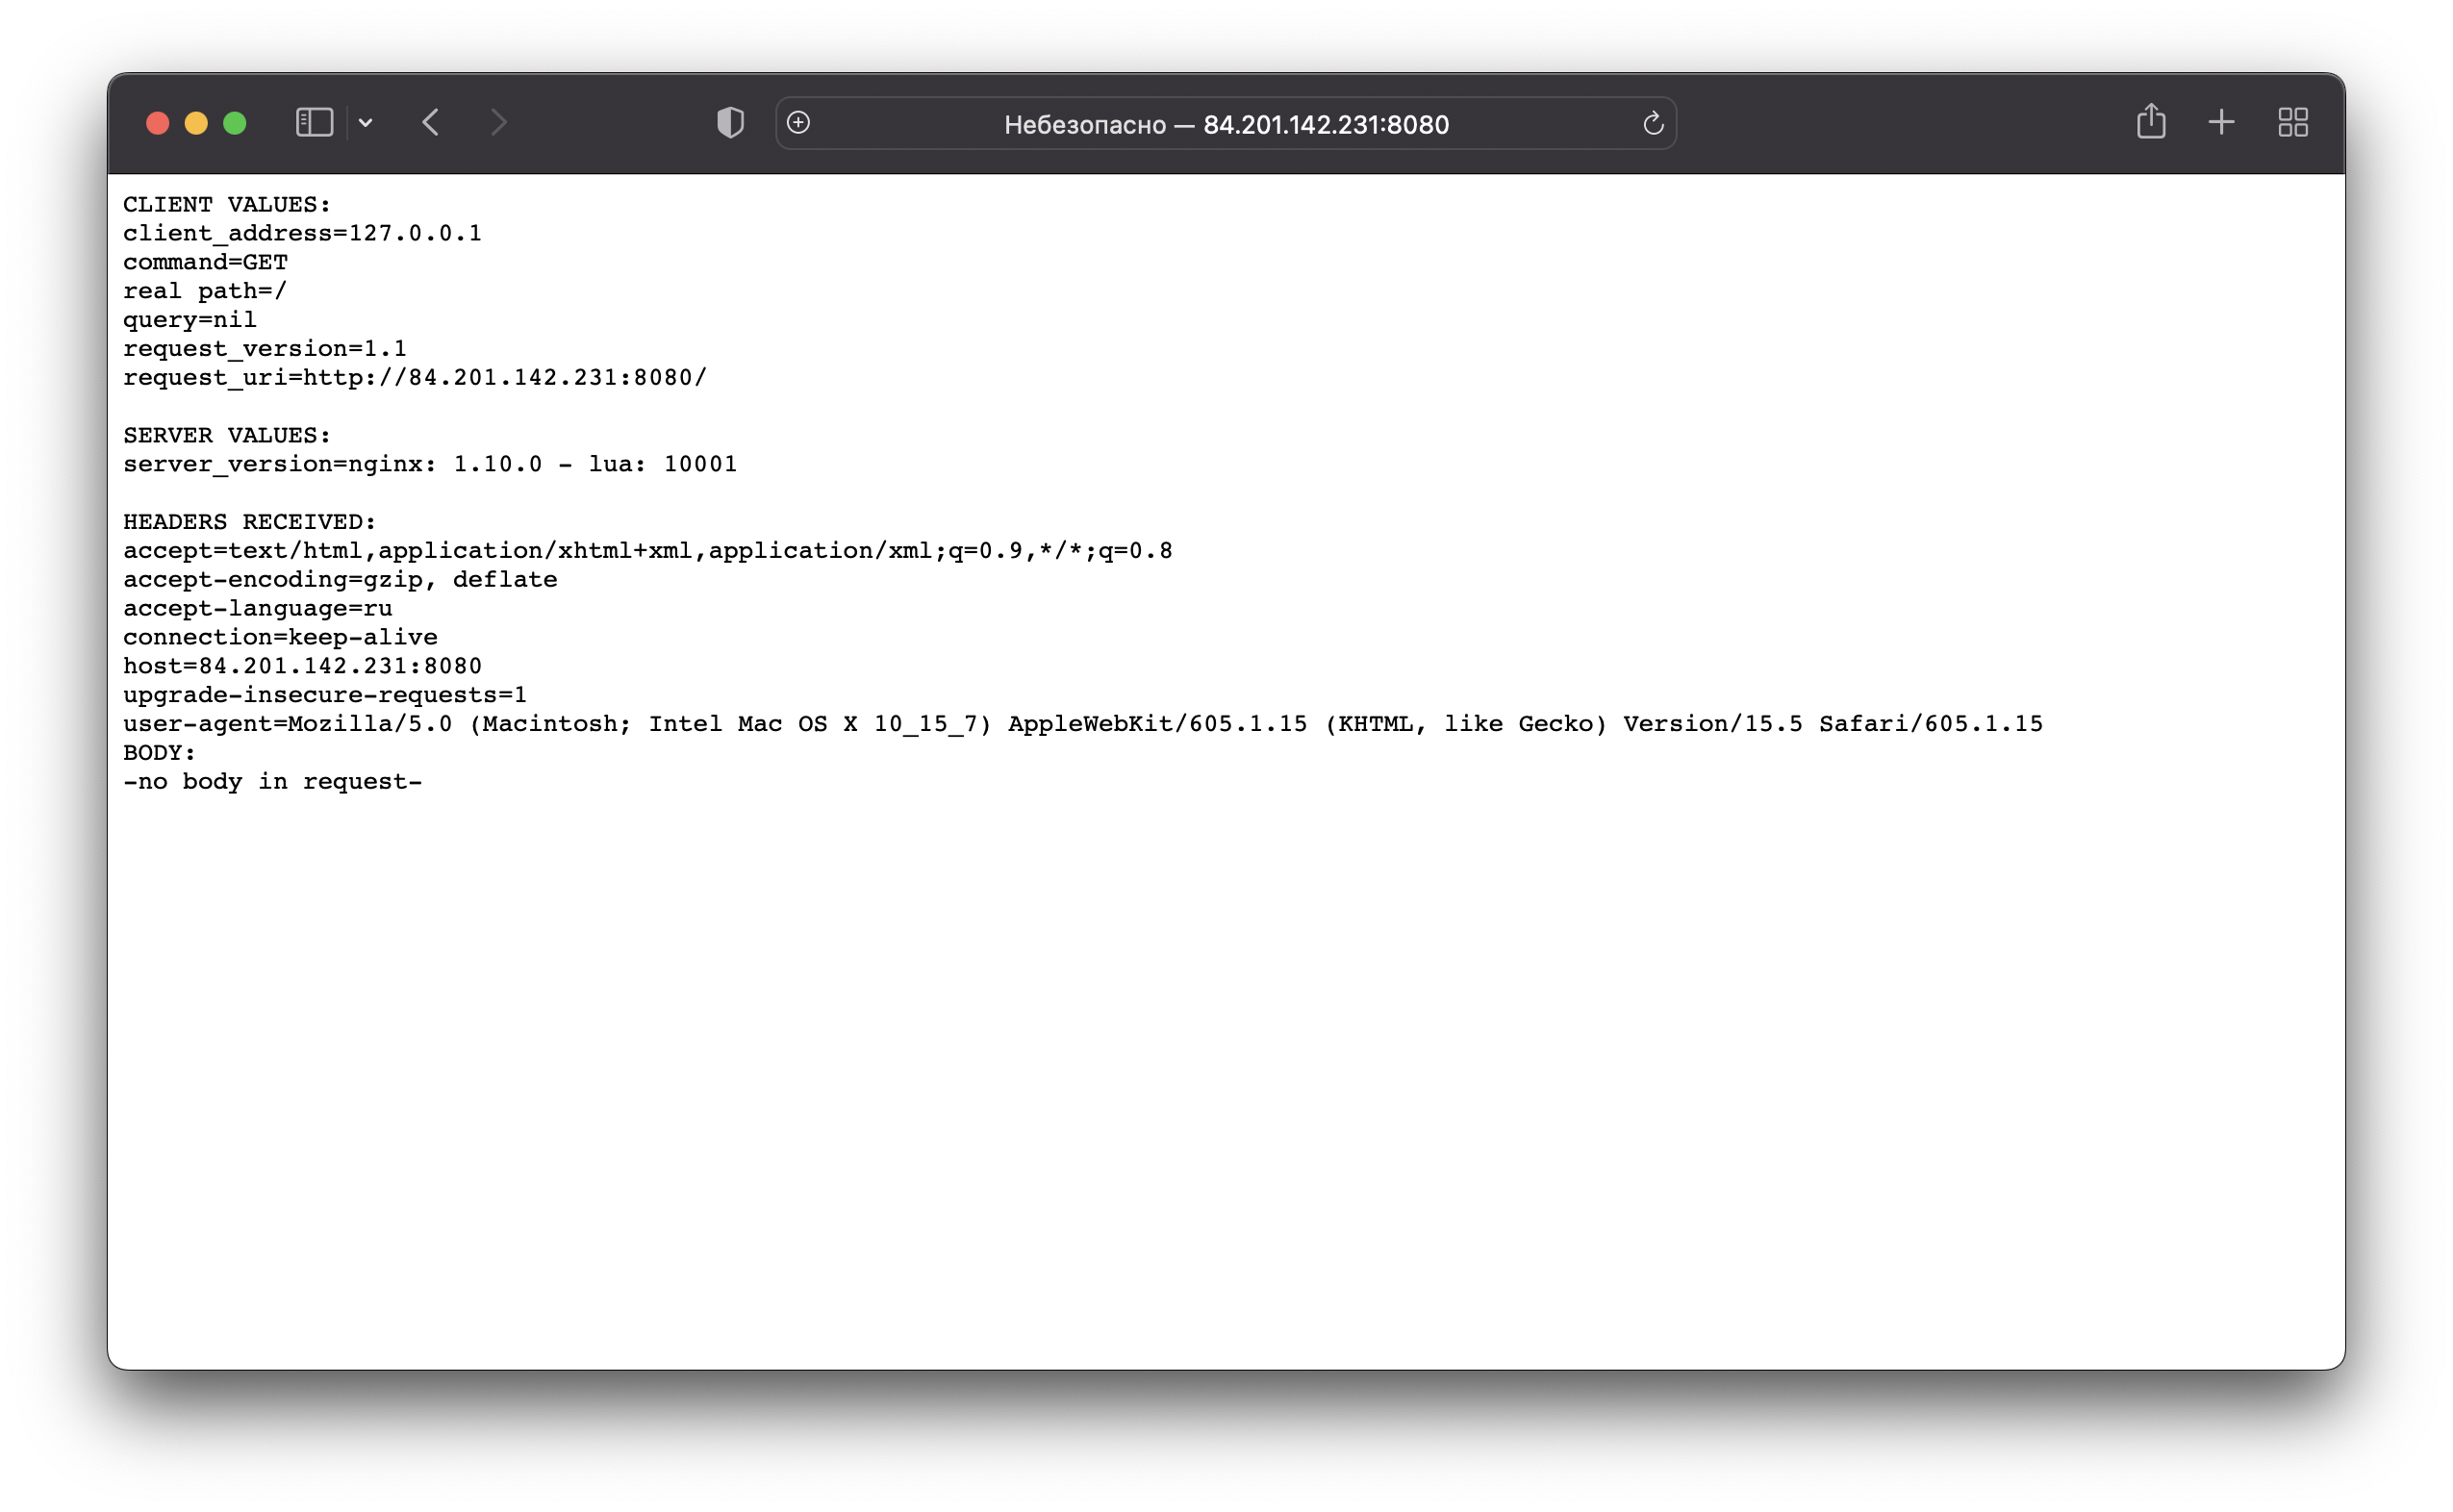 Небезопасно — 84.201.142.231:8080
CLIENT VALUES:
client_address=127.0.0.1
command=GET
real path=/
query=nil
request_version=1.1
request_uri=http://84.201.142.231:8080/

SERVER VALUES:
server_version=nginx: 1.10.0 - lua: 10001

HEADERS RECEIVED:
accept=text/html,application/xhtml+xml,application/xml;q=0.9,*/*;q=0.8
accept-encoding=gzip, deflate
accept-language=ru
connection=keep-alive
host=84.201.142.231:8080
upgrade-insecure-requests=1
user-agent=Mozilla/5.0 (Macintosh; Intel Mac OS X 10_15_7) AppleWebKit/605.1.15 (KHTML, like Gecko) Version/15.5 Safari/605.1.15
BODY:
-no body in request-